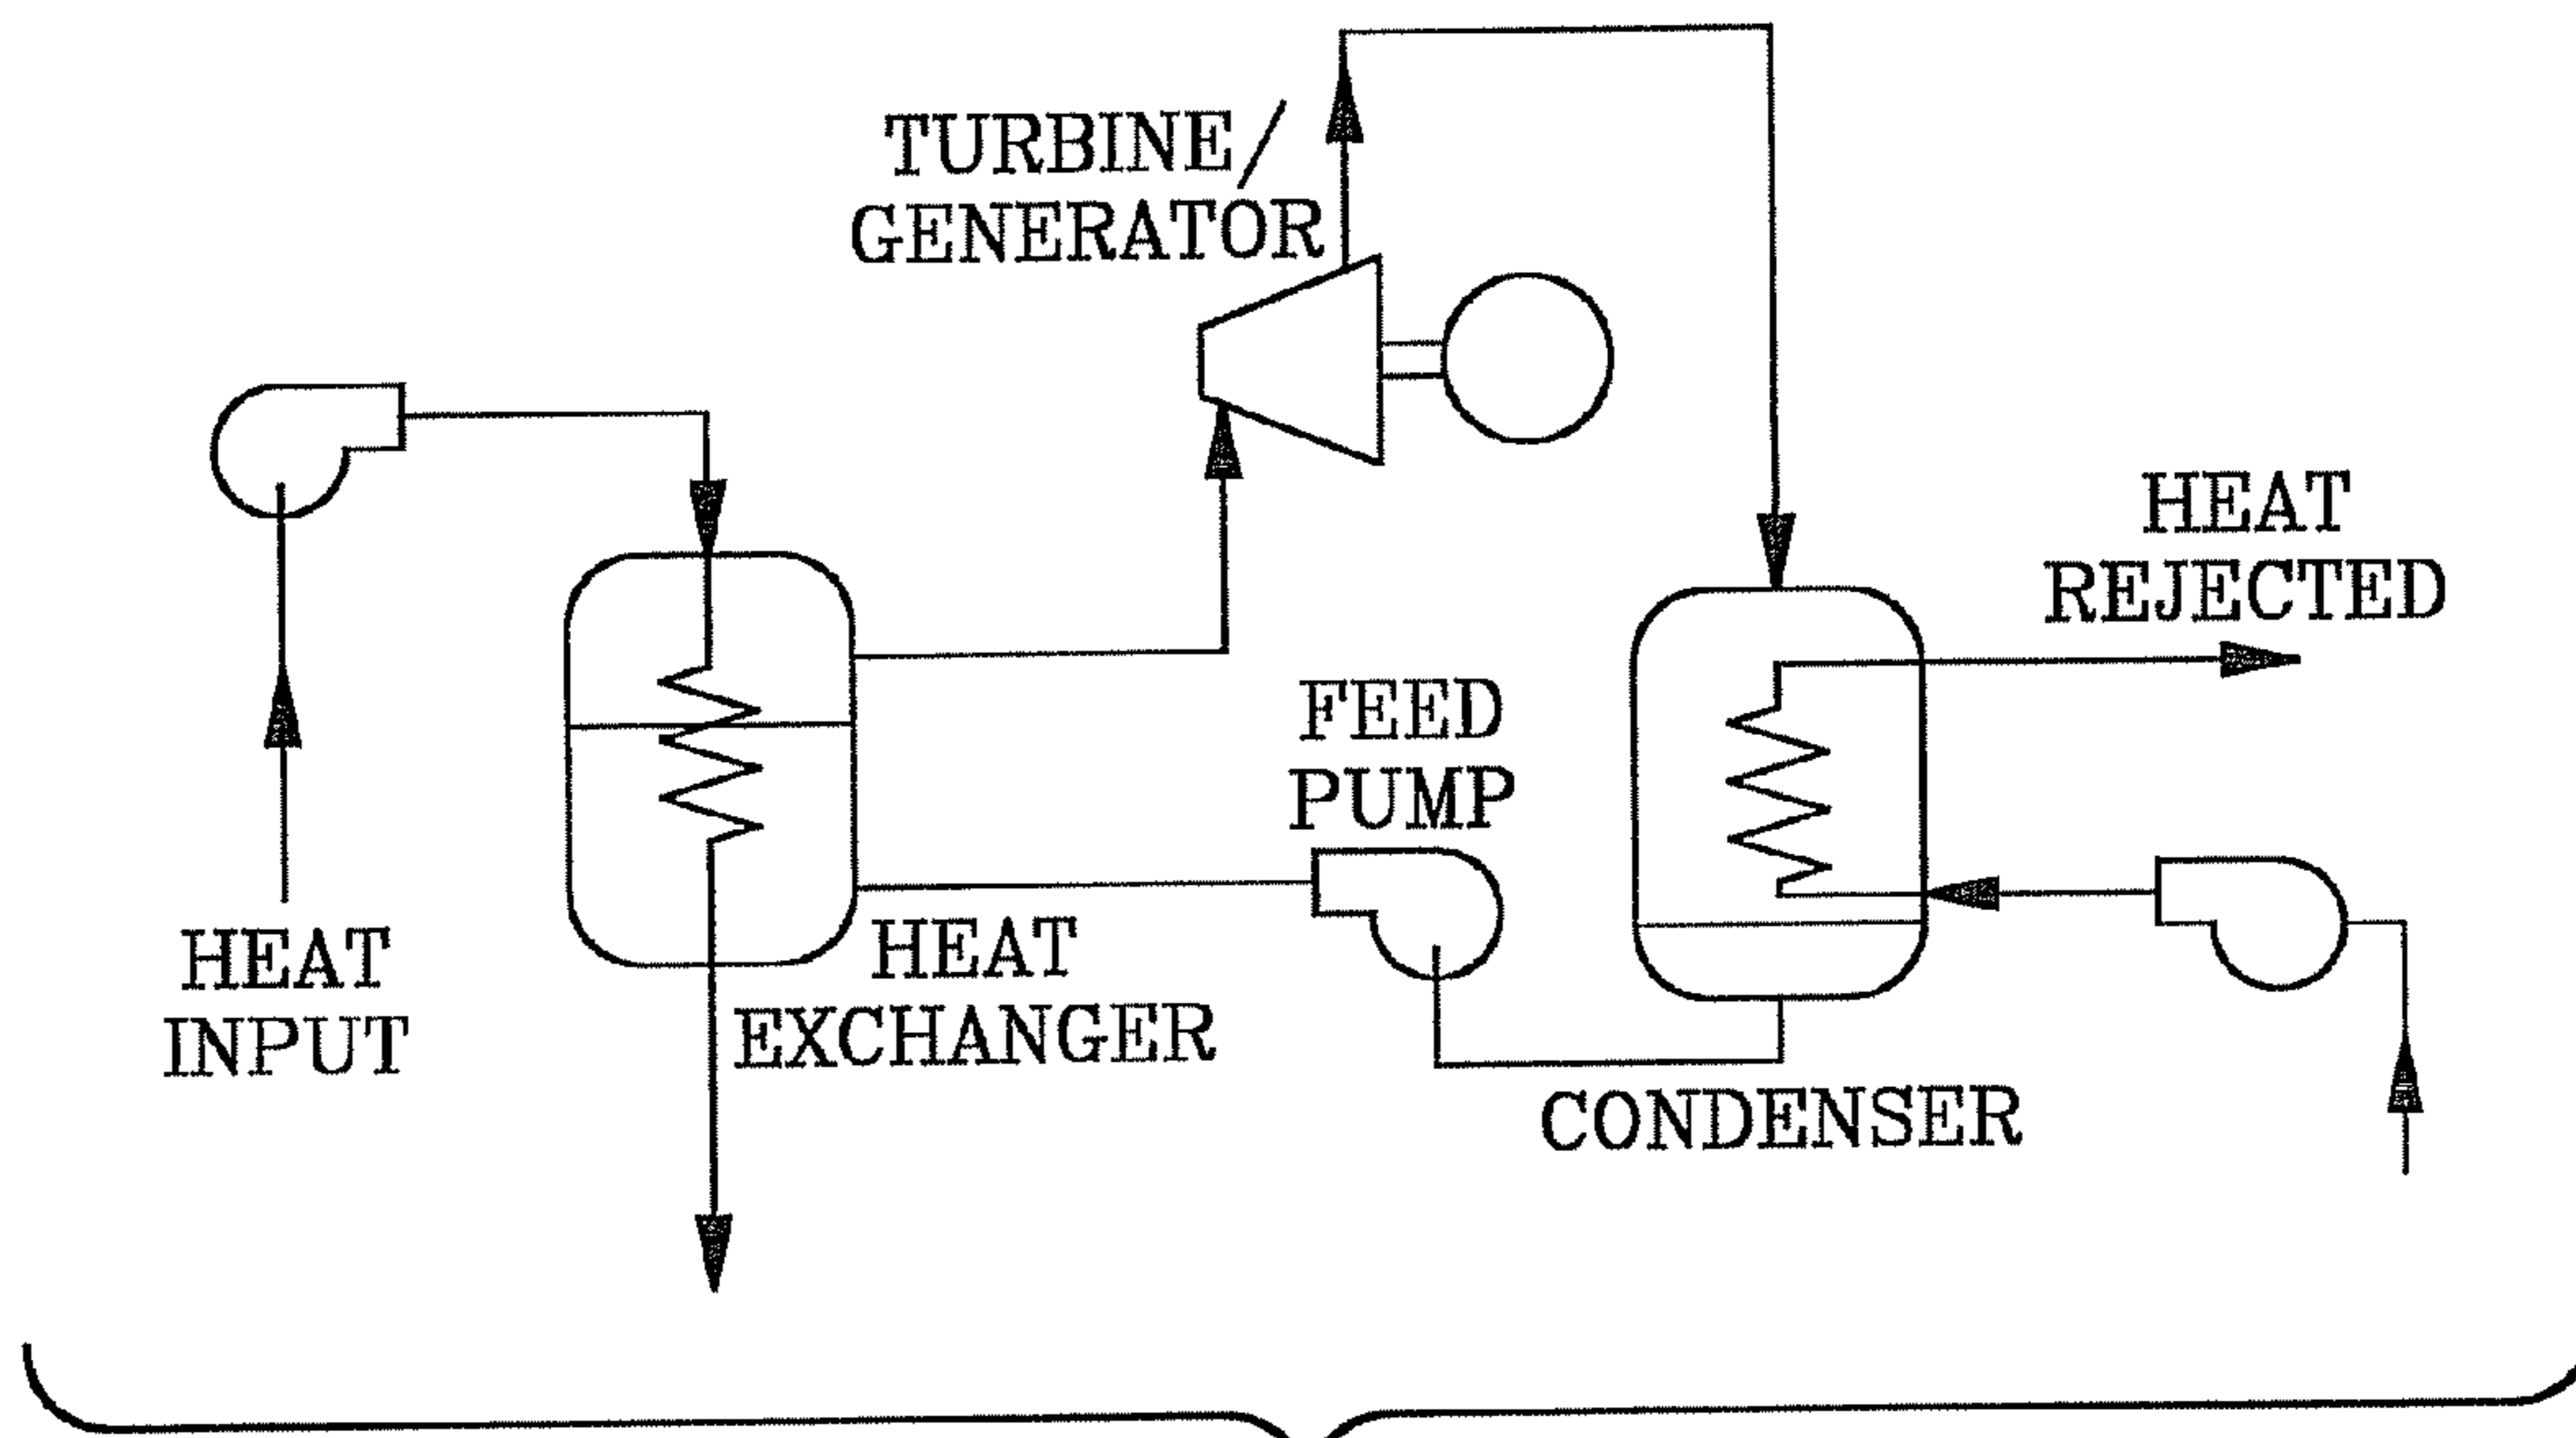 TURBINE/
GENERATOR
HEAT
REJECTED
FEED
PUMP
HEAT
INPUT
HEAT
EXCHANGER
CONDENSER